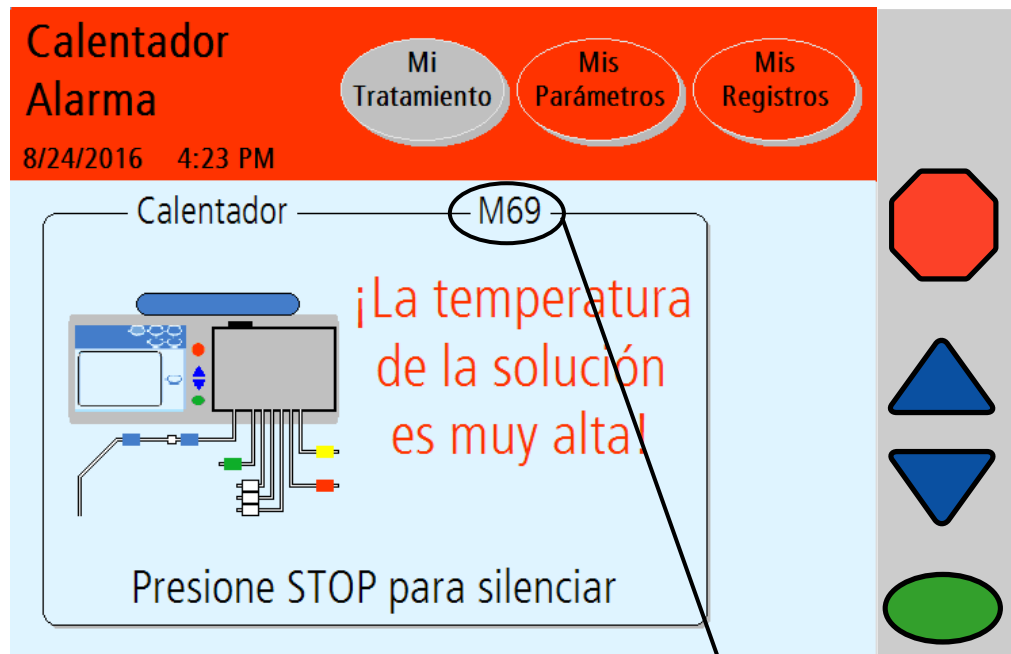 Calentador
Alarma
8/24/2016 4:23 PM
Mi
Tratamiento
Mis
Parámetros
Mis
Registros
Calentador
M69
¡La temperatura
de la solución
es muy alta!
Presione STOP para silenciar